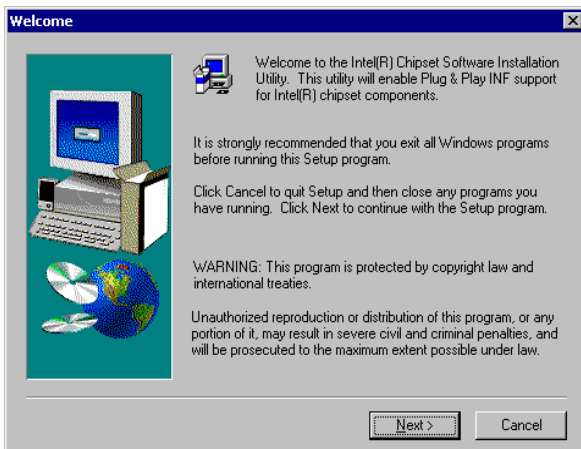 Welcome
Welcome to the Intel(R) Chipset Software Installation
Utility.  This utility will enable Plug & Play INF support
for Intel(R) chipset components.
It is strongly recommended that you exit all Windows programs
before running this Setup program.
Click Cancel to quit Setup and then close any programs you
have running.  Click Next to continue with the Setup program.
WARNING: This program is protected by copyright law and
international treaties.
Unauthorized reproduction or distribution of this program, or any
portion of it, may result in severe civil and criminal penalties, and
will be prosecuted to the maximum extent possible under law.
Next >
Cancel